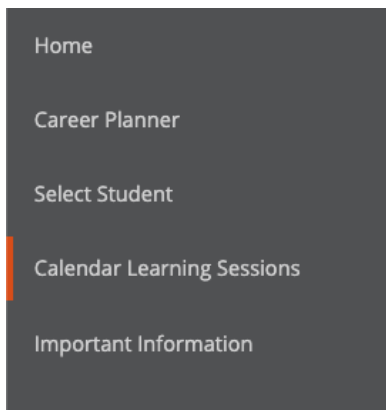 Home
Career Planner
Select Student
Calendar Learning Sessions
Important Information